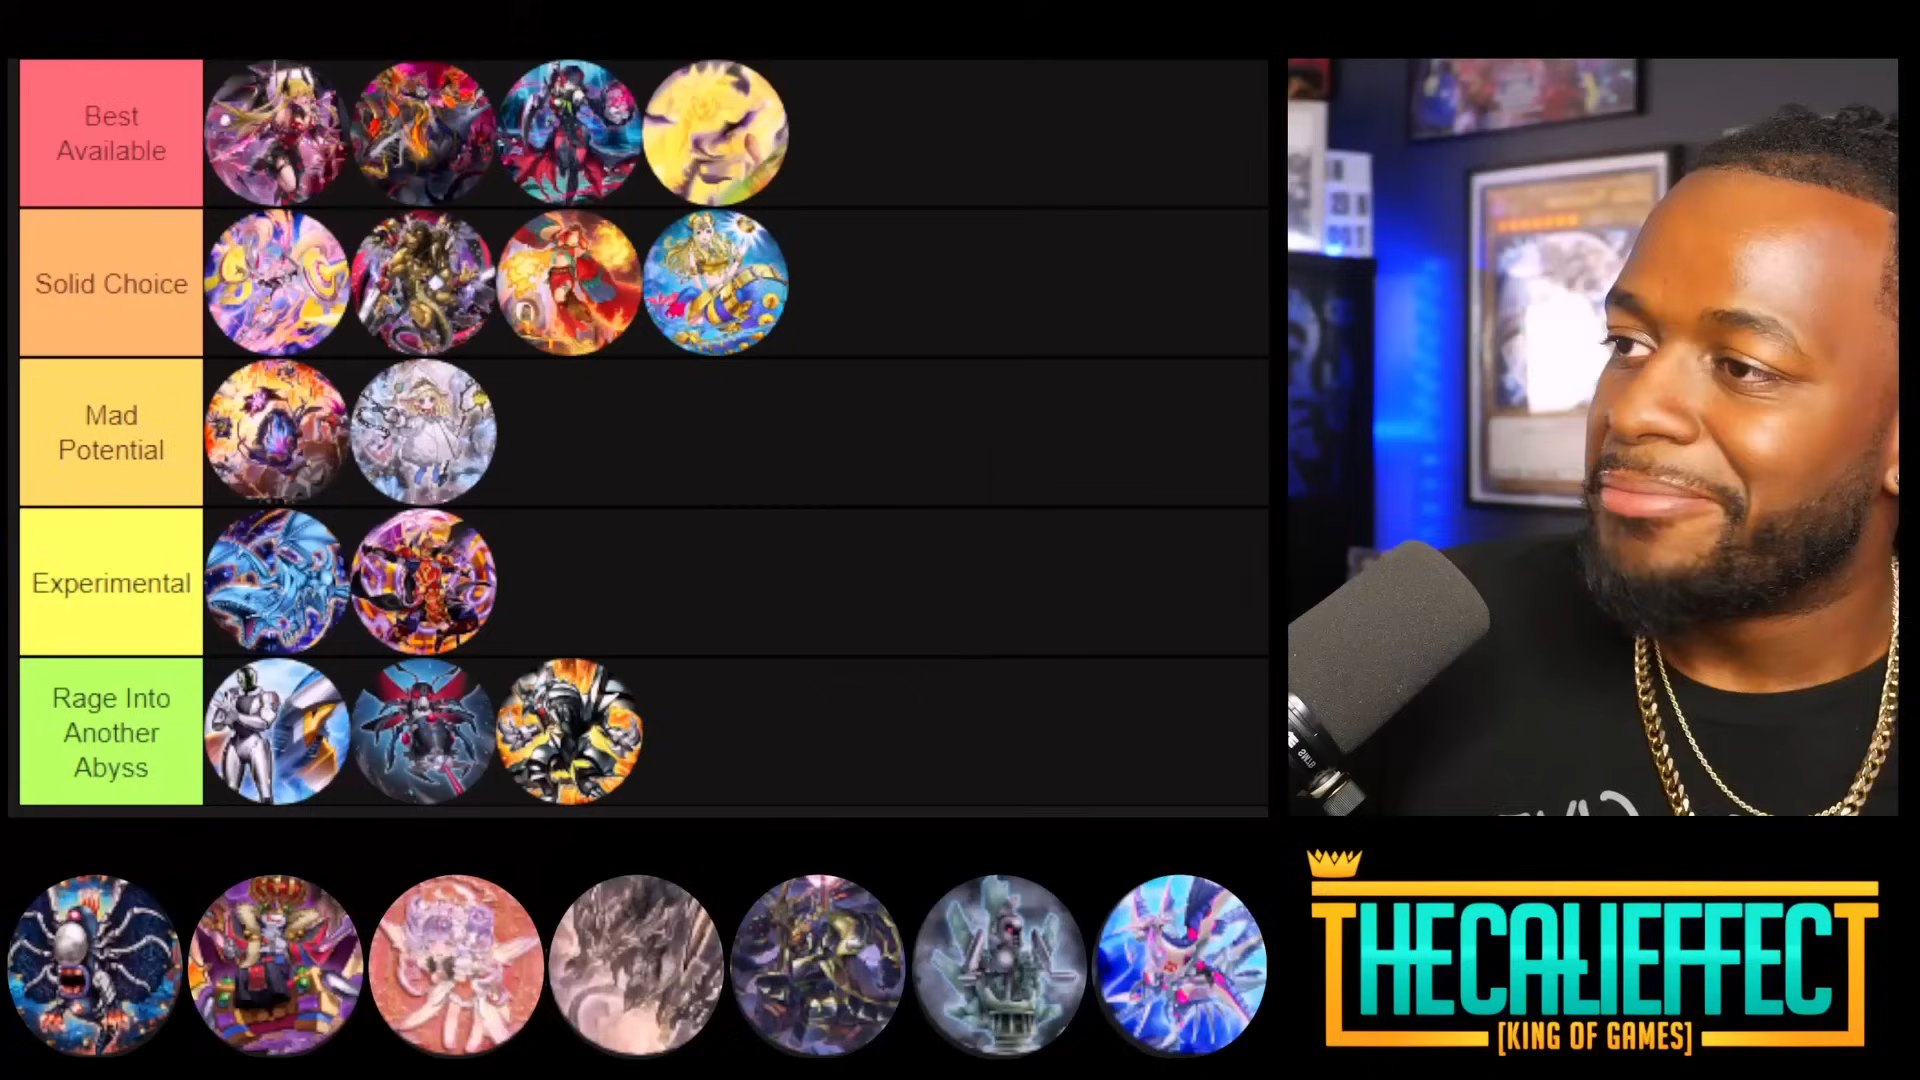 Best
Available
Solid Choice
Mad
Potential
Experimental
Rage Into
Another
Abyss
THECALIEFFECT
[KING OF GAMES]